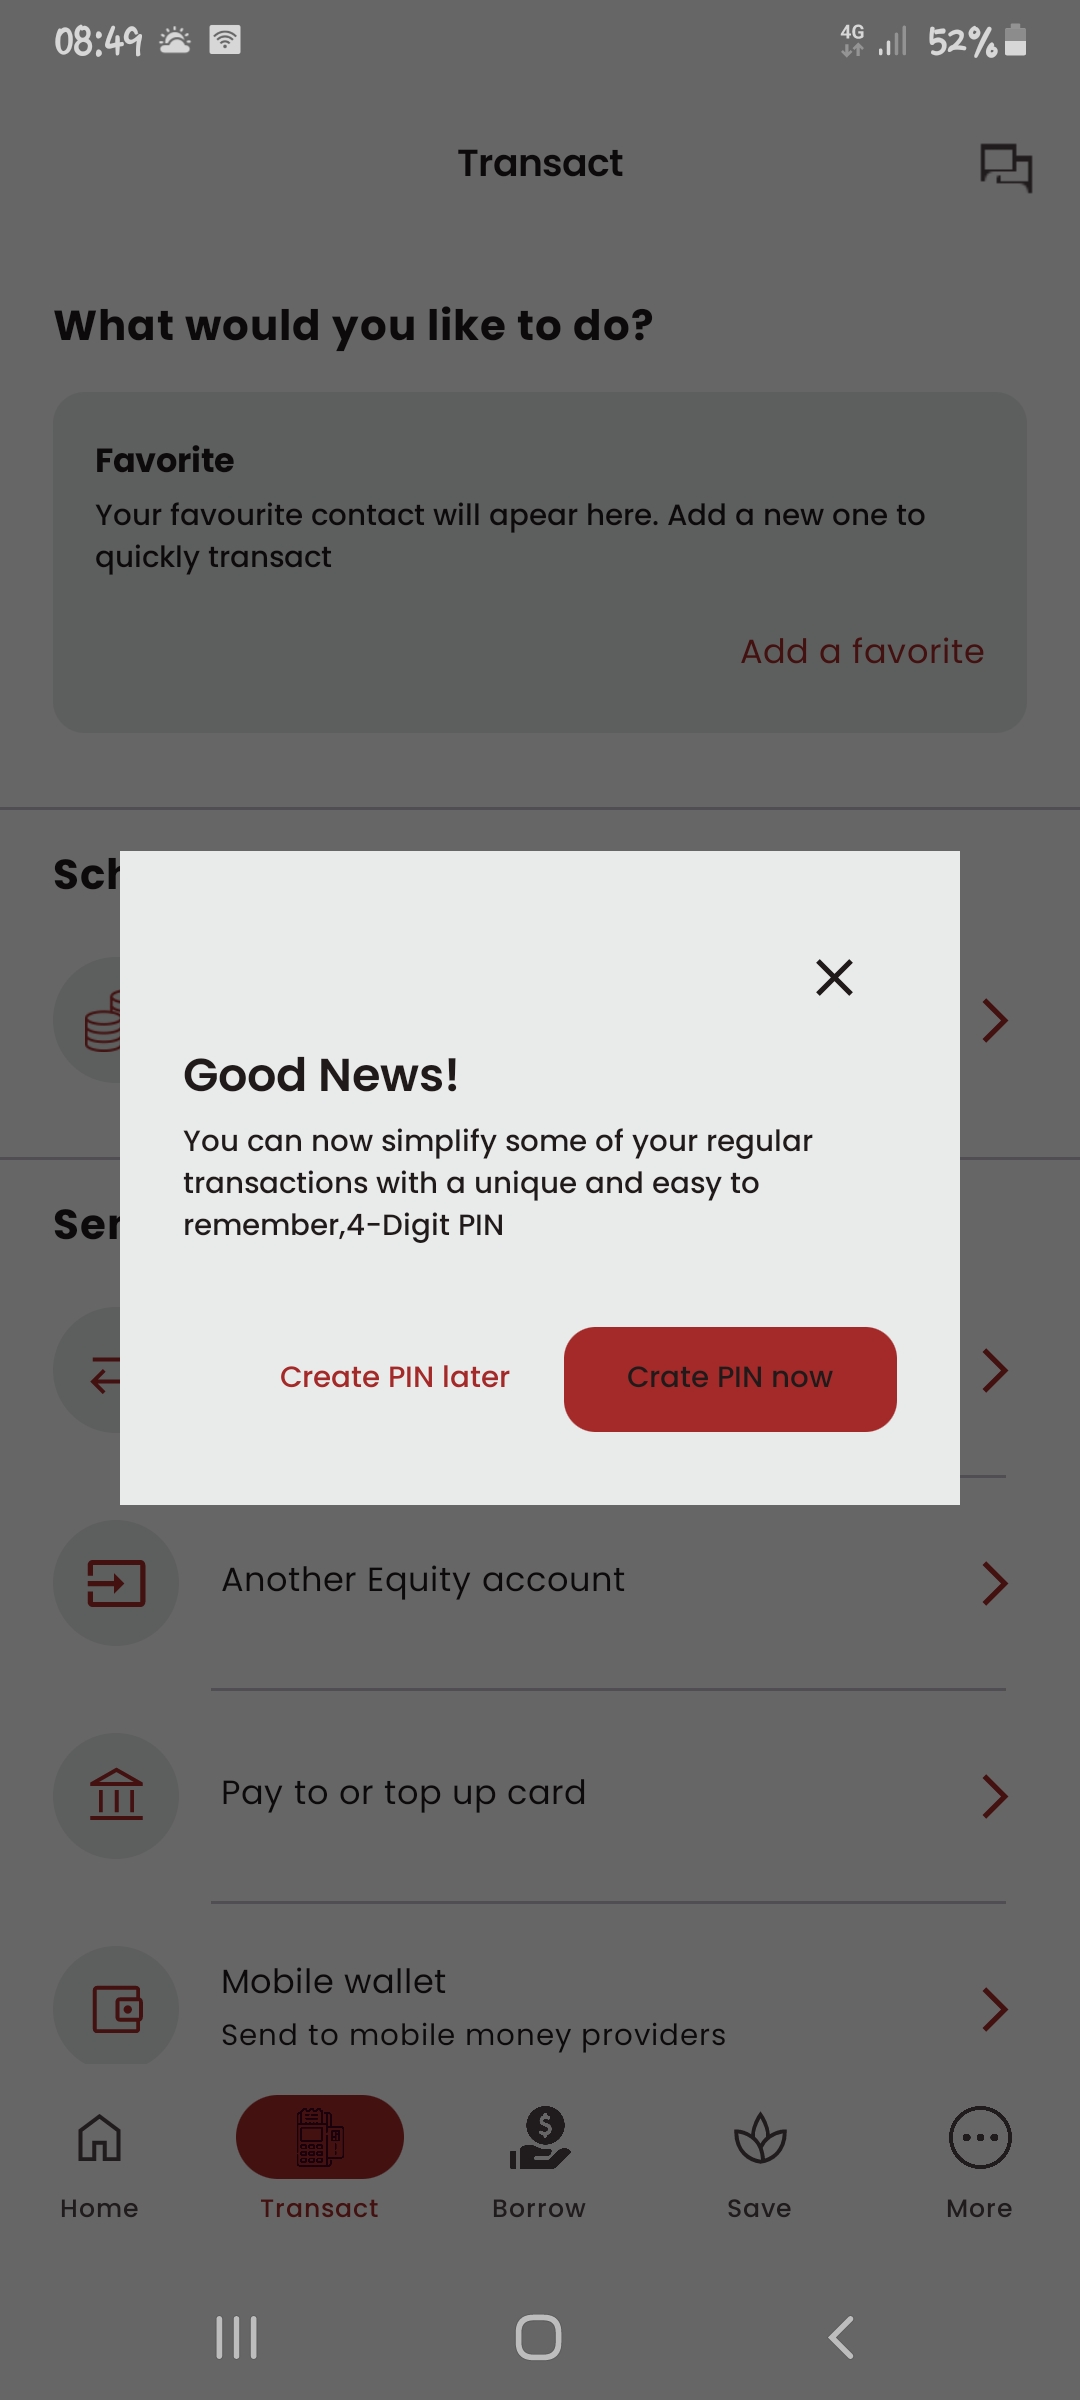 08:49
4G
52%
Transact
What would you like to do?
Favorite
Your favourite contact will apear here. Add a new one to
quickly transact
Add a favorite
Sch
Good News!
You can now simplify some of your regular
transactions with a unique and easy to
remember,4-Digit PIN
Sen
Create PIN later
Crate PIN now
Another Equity account
Pay to or top up card
Mobile wallet
Send to mobile money providers
Home
Transact
Borrow
Save
More